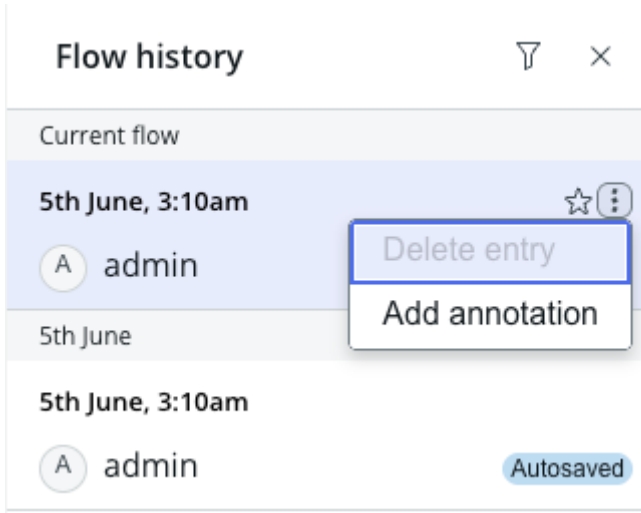 Flow history
Current flow
5th June, 3:10am
A admin
Delete entry
Add annotation
5th June
5th June, 3:10am
A admin
Autosaved